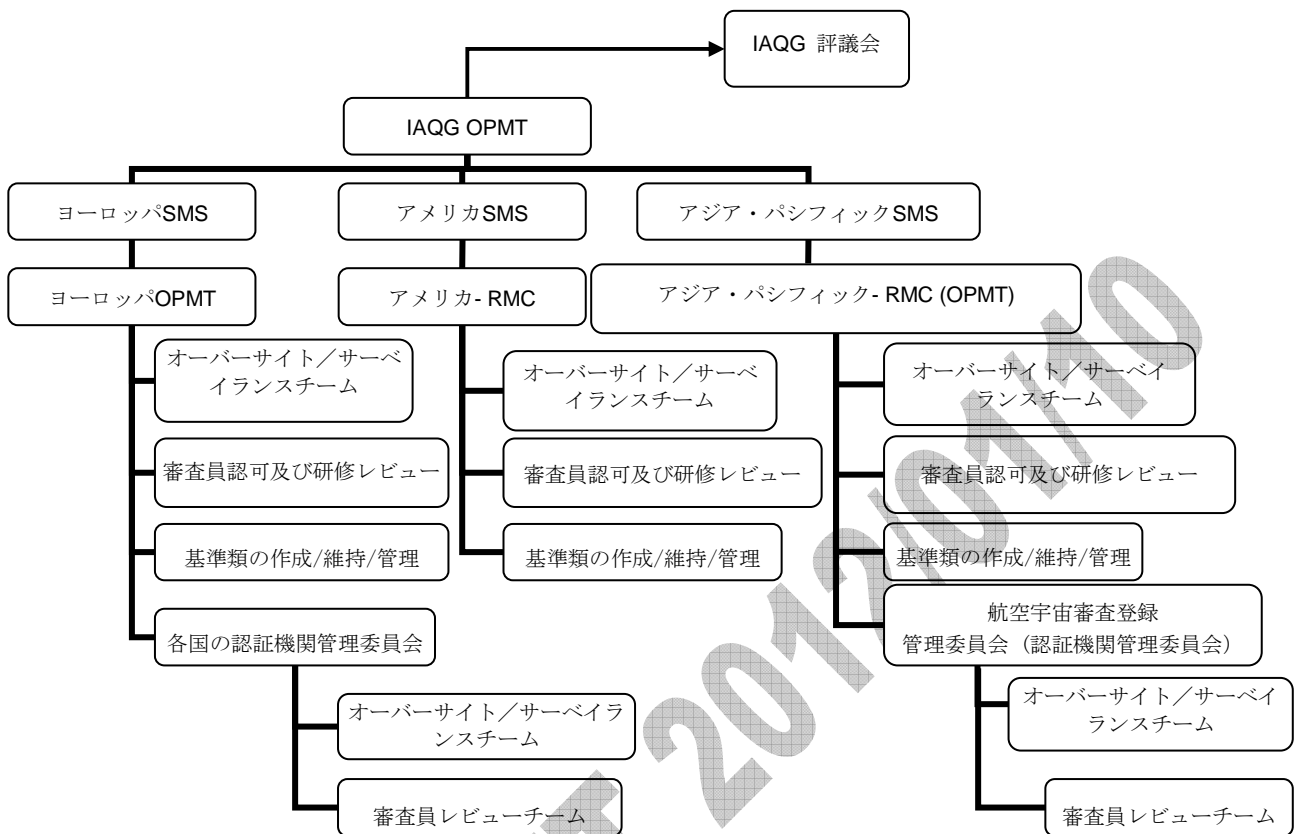 IAQG 評議会
IAQG OPMT
ヨーロッパSMS
アメリカSMS
アジア・パシフィックSMS
ヨーロッパOPMT
アメリカ- RMC
アジア・パシフィック- RMC (OPMT)
オーバーサイト／サーベ
イランスチーム
オーバーサイト／サーベ
イランスチーム
オーバーサイト／サーベイ
ランスチーム
審査員認可及び研修レビュー
審査員認可及び研修レビュー
審査員認可及び研修レビュー
基準類の作成/維持/管理
基準類の作成/維持/管理
基準類の作成/維持/管理
各国の認証機関管理委員会
航空宇宙審査登録
管理委員会（認証機関管理委員会）
オーバーサイト／サーベイラ
ンスチーム
オーバーサイト／サーベイ
ランスチーム
審査員レビューチーム
審査員レビューチーム
2012/01/10